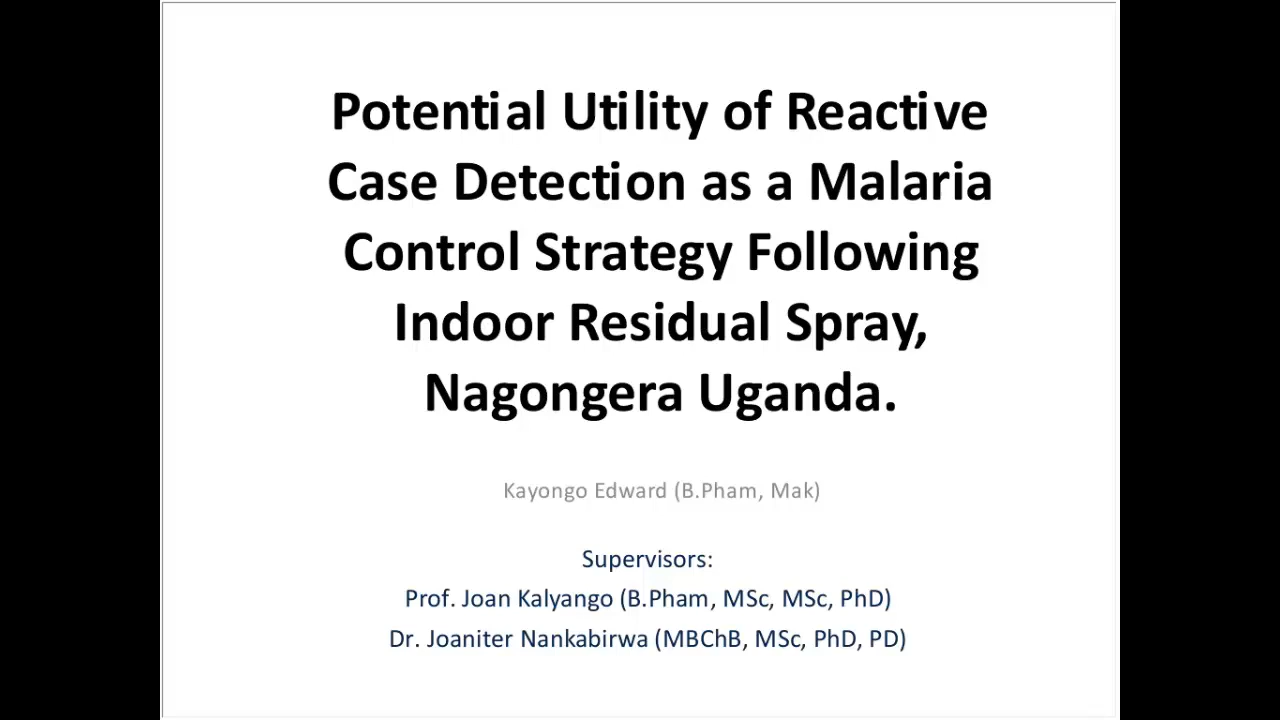 Potential Utility of Reactive
Case Detection as a Malaria
Control Strategy Following
Indoor Residual Spray,
Nagongera Uganda.
Kayongo Edward (B.Pham, Mak)
Supervisors:
Prof. Joan Kalyango (B.Pham, MSc, MSc, PhD)
Dr. Joaniter Nankabirwa (MBChB, MSc, PhD, PD)